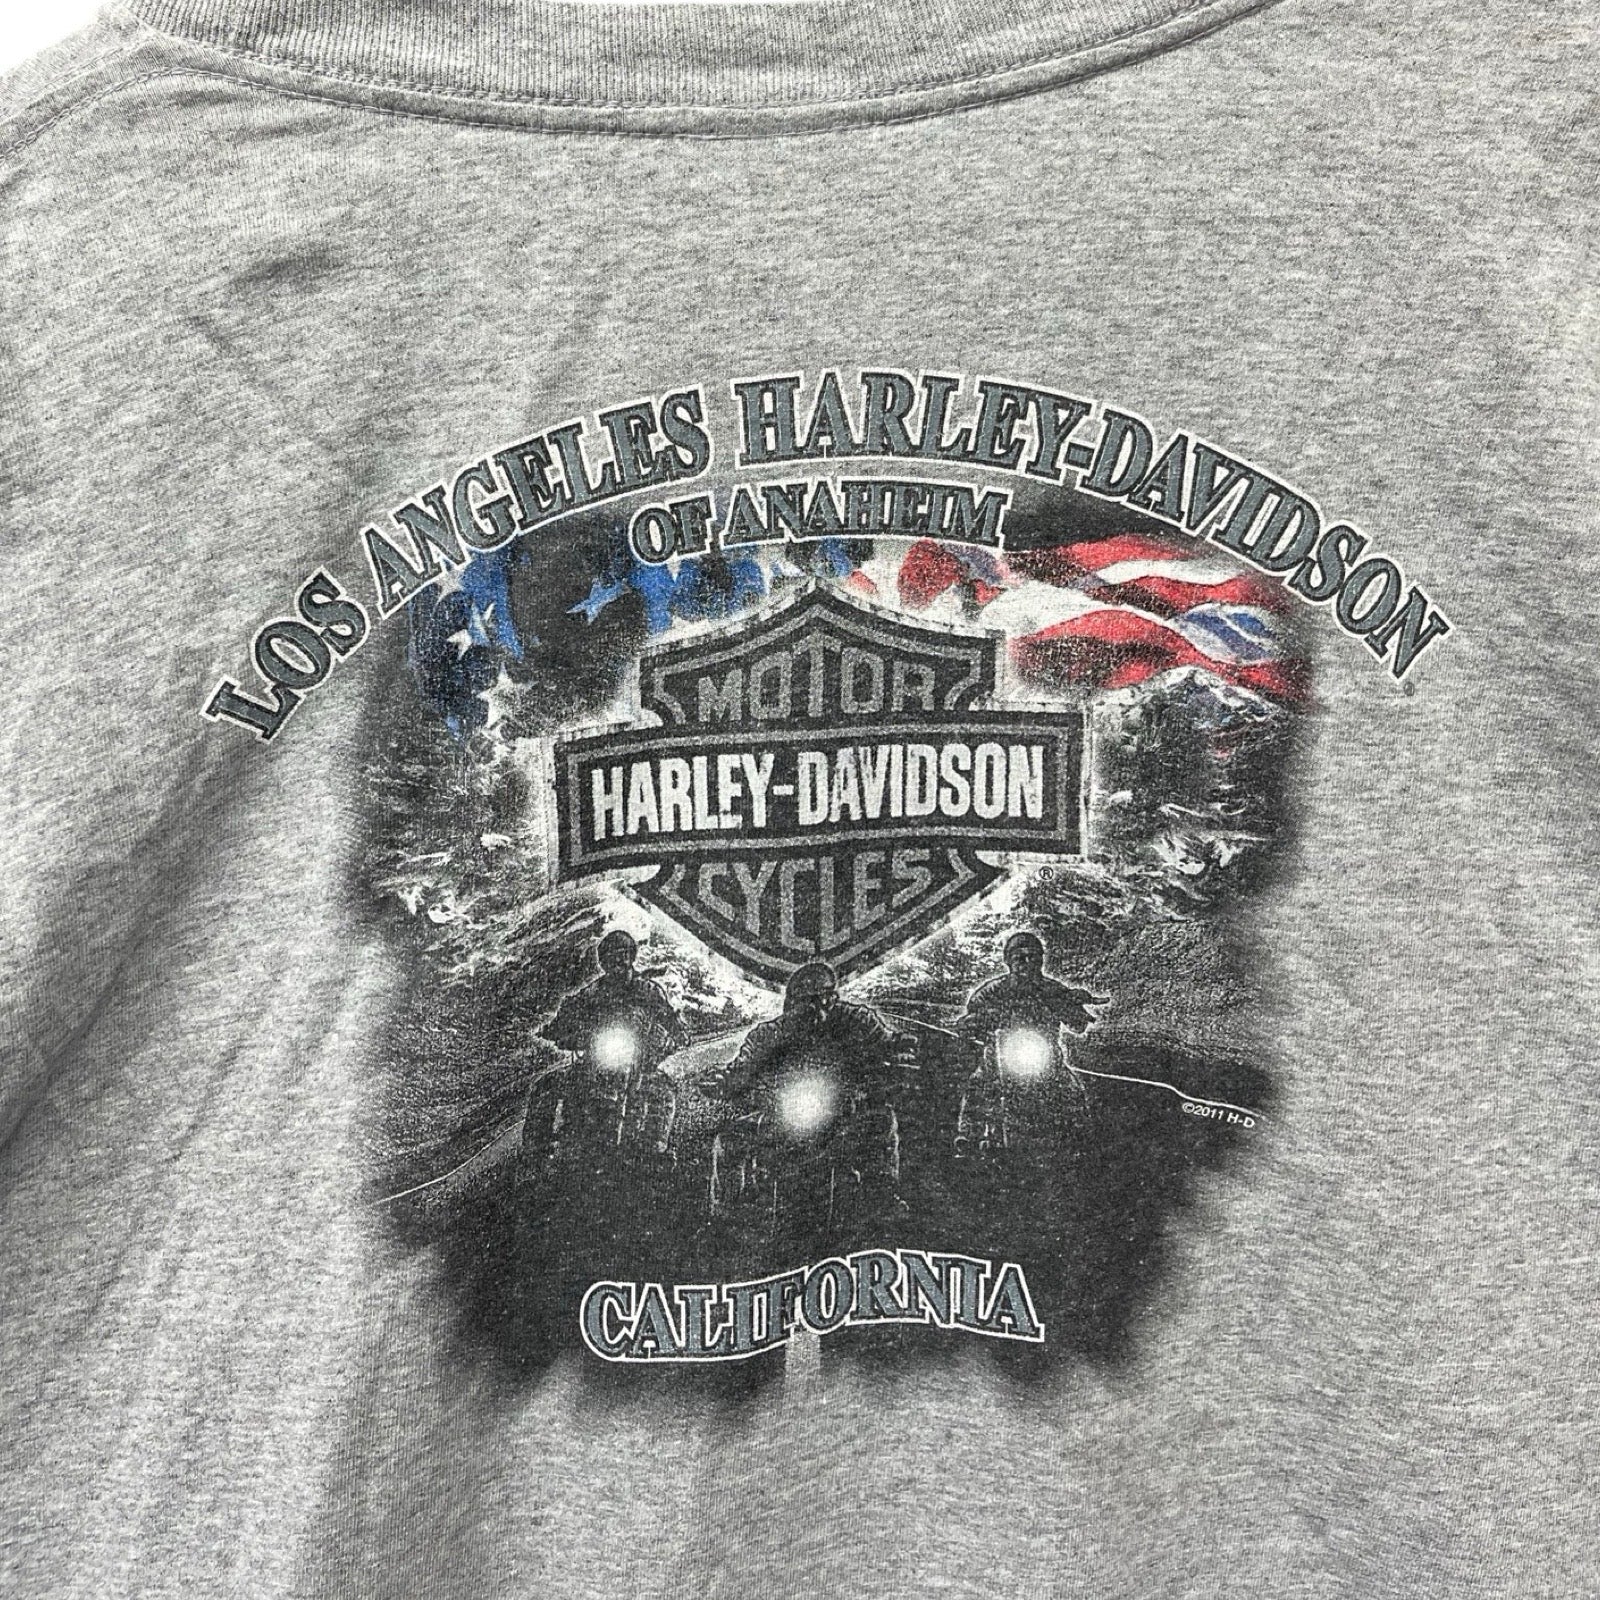 LOS ANGELES HARLEY-DAVIDSON®
OF ANAHEIM
MOTOR
HARLEY-DAVIDSON
CYCLES
®
©2011 H-D
CALIFORNIA